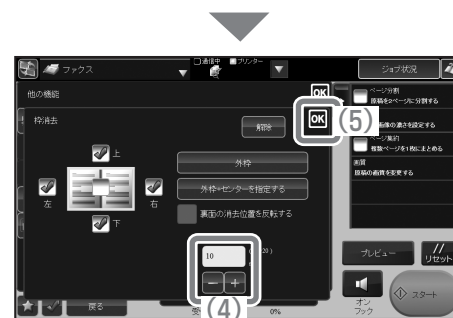 □通信中 ■プリンター
ファクス
ジョブ状況
他の機能
OK
ページ分割
原稿を2ページに分割する
枠消去
解除
OK
(5)
画像の濃さを設定する
ページ集約
複数ページを1枚にまとめる
上
外枠
画質
原稿の画質を変更する
左
右
外枠+センターを指定する
下
裏面の消去位置を反転する
10
20 )
プレビュー
リセット
− +
(4)
オン
フック
スタート
戻る
0%